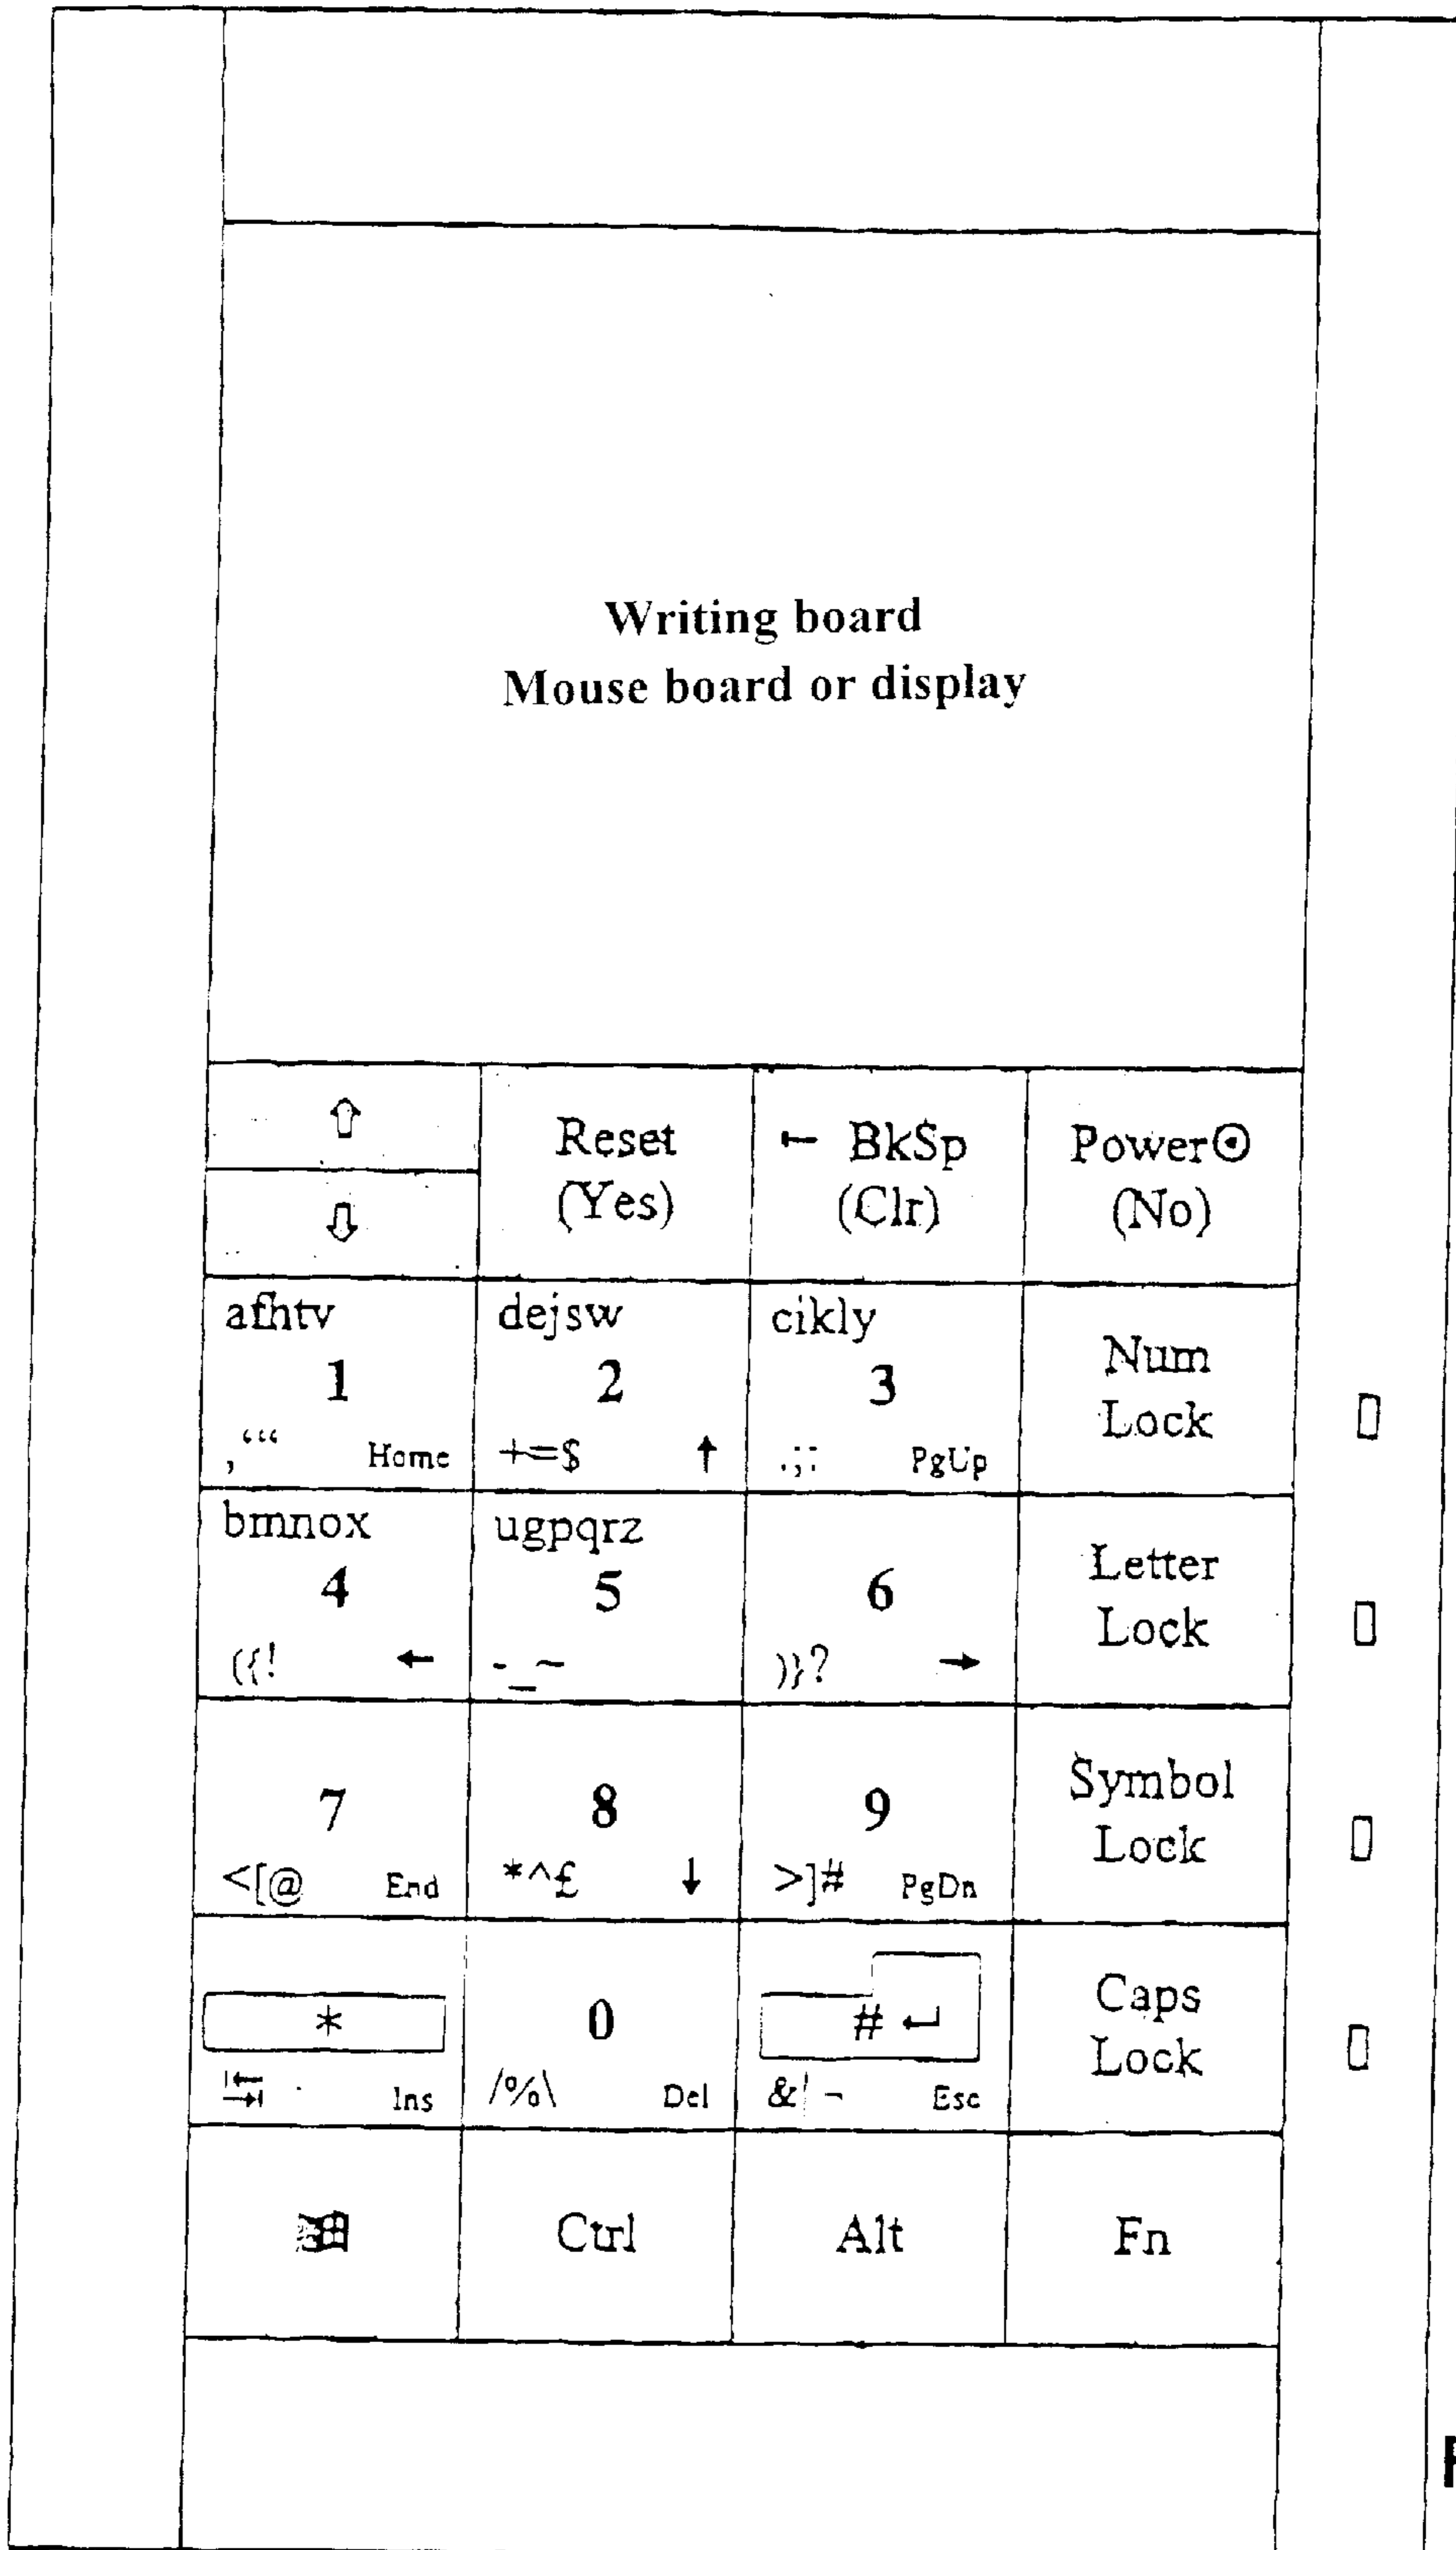 Writing board
Mouse board or display
⇧
Reset
(Yes)
BkSp
(Clr)
Power⊙
(No)
⇩
afhtv
1
,‘“ Home
dejsw
2
+=$ ↑
cikly
3
.;: PgUp
Num
Lock
bmnox
4
({! ←
ugpqrz
5
-_~
6
)}? →
Letter
Lock
7
<[@ End
8
*^£ ↓
9
>]# PgDn
Symbol
Lock
*
Ins
0
/%\ Del
# ↵
&|¬ Esc
Caps
Lock
Ctrl
Alt
Fn